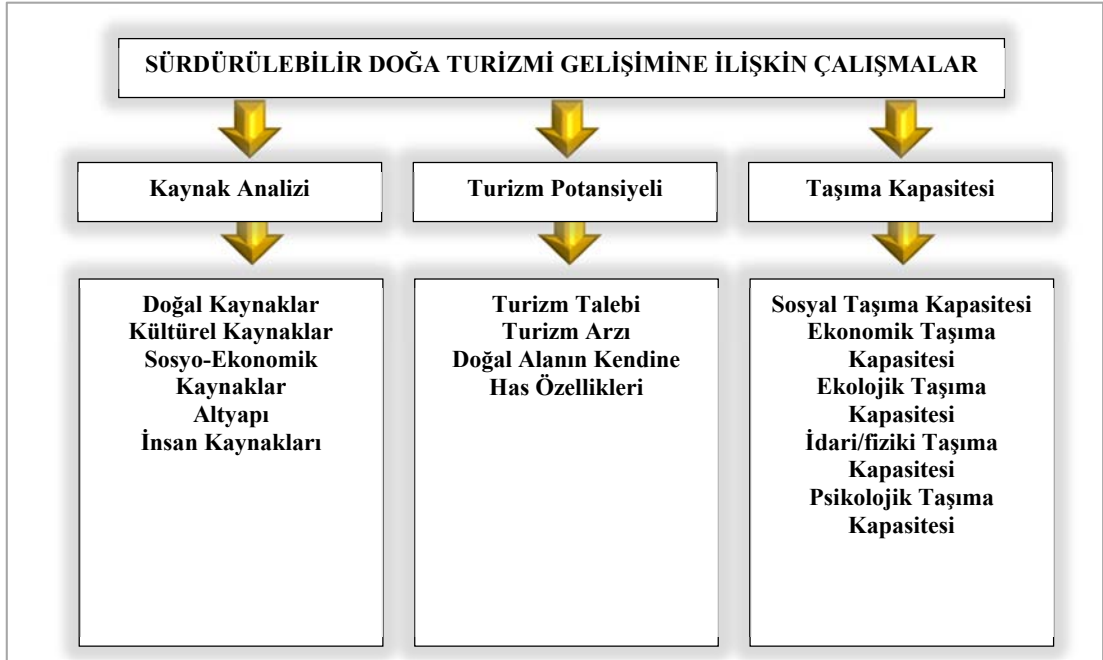 SÜRDÜRÜLEBİLİR DOĞA TURİZMİ GELİŞİMİNE İLİŞKİN ÇALIŞMALAR
Kaynak Analizi
Turizm Potansiyeli
Taşıma Kapasitesi
Doğal Kaynaklar
Kültürel Kaynaklar
Sosyo-Ekonomik
Kaynaklar
Altyapı
İnsan Kaynakları
Turizm Talebi
Turizm Arzı
Doğal Alanın Kendine
Has Özellikleri
Sosyal Taşıma Kapasitesi
Ekonomik Taşıma
Kapasitesi
Ekolojik Taşıma
Kapasitesi
İdari/fiziki Taşıma
Kapasitesi
Psikolojik Taşıma
Kapasitesi